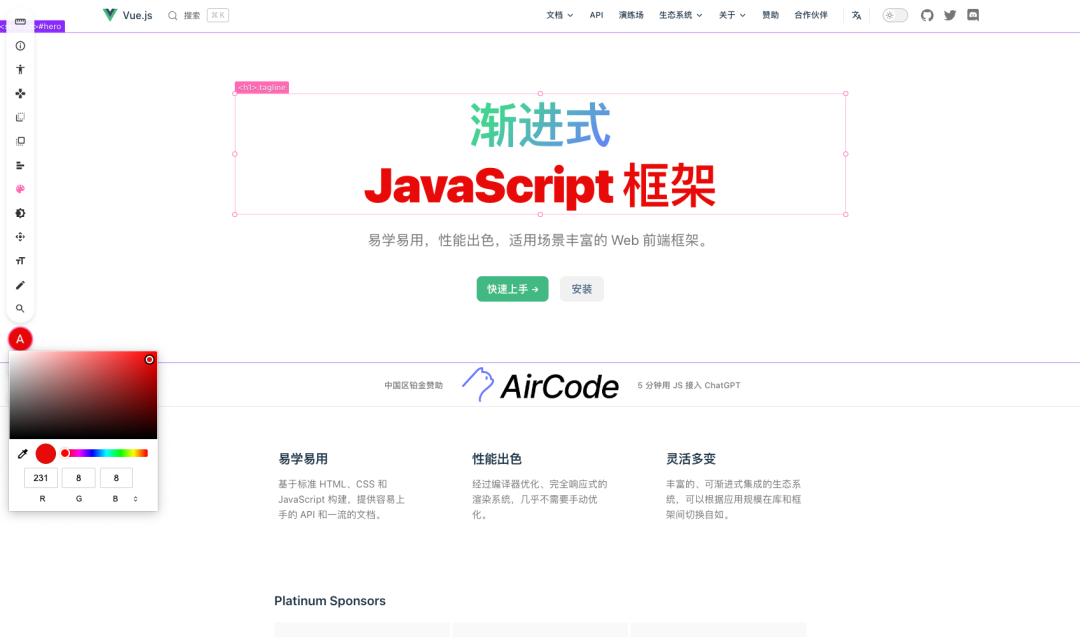 Vue.js
搜索
⌘ K
文档
API
演练场
生态系统
关于
赞助
合作伙伴
#hero
<h1>.tagline
渐进式
JavaScript 框架
易学易用，性能出色，适用场景丰富的 Web 前端框架。
快速上手 →
安装
A
中国区铂金赞助
AirCode
5 分钟用 JS 接入 ChatGPT
231
8
8
R
G
B
易学易用
基于标准 HTML、CSS 和
JavaScript 构建，提供容易上
手的 API 和一流的文档。
性能出色
经过编译器优化、完全响应式的
渲染系统，几乎不需要手动优
化。
灵活多变
丰富的、可渐进式集成的生态系
统，可以根据应用规模在库和框
架间切换自如。
Platinum Sponsors